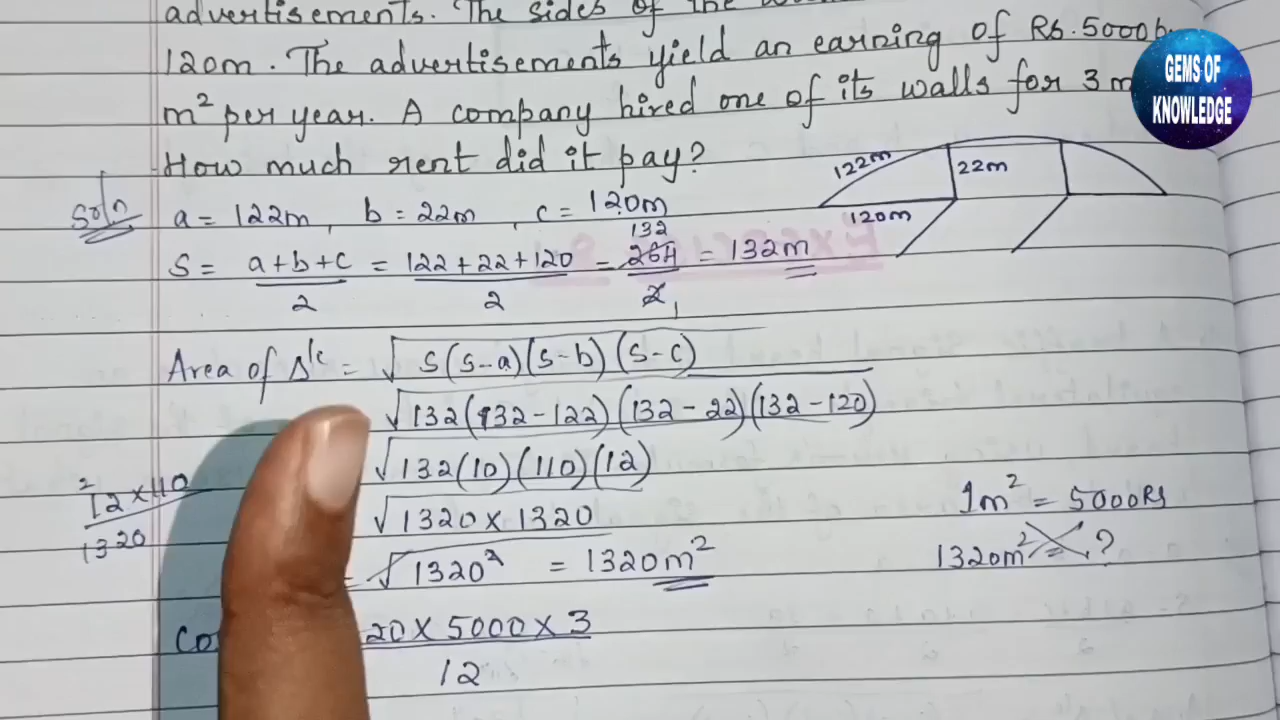 advertisements. The sides of the
120m. The advertisements yield an earning of Rs. 5000
m² per year. A company hired one of its walls for 3 m
How much rent did it pay?
Soln
a = 122m, b = 22m, c = 120m
S = a+b+c/2 = 122+22+120/2 = 264/2 132/1 = 132m
122m
22m
120m
Area of Δle = √S(S-a)(S-b)(S-c)
√132(132-122)(132-22)(132-120)
√132(10)(110)(12)
√1320×1320
= √1320² = 1320m²
²12×110
1320
1m² = 5000Rs
1320m² = ?
20×5000×3
12
GEMS OF
KNOWLEDGE